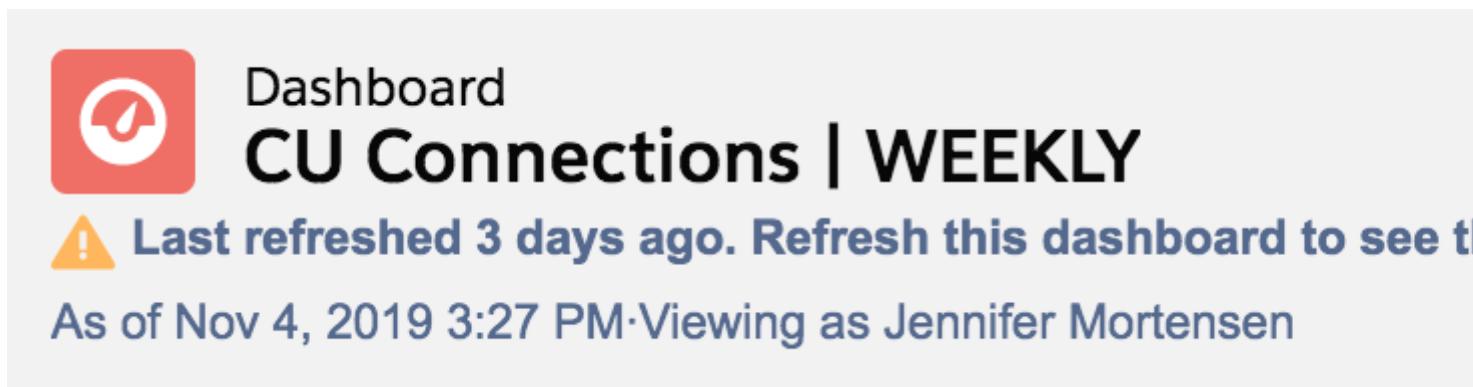 Dashboard
CU Connections | WEEKLY
Last refreshed 3 days ago. Refresh this dashboard to see
As of Nov 4, 2019 3:27 PM·Viewing as Jennifer Mortensen